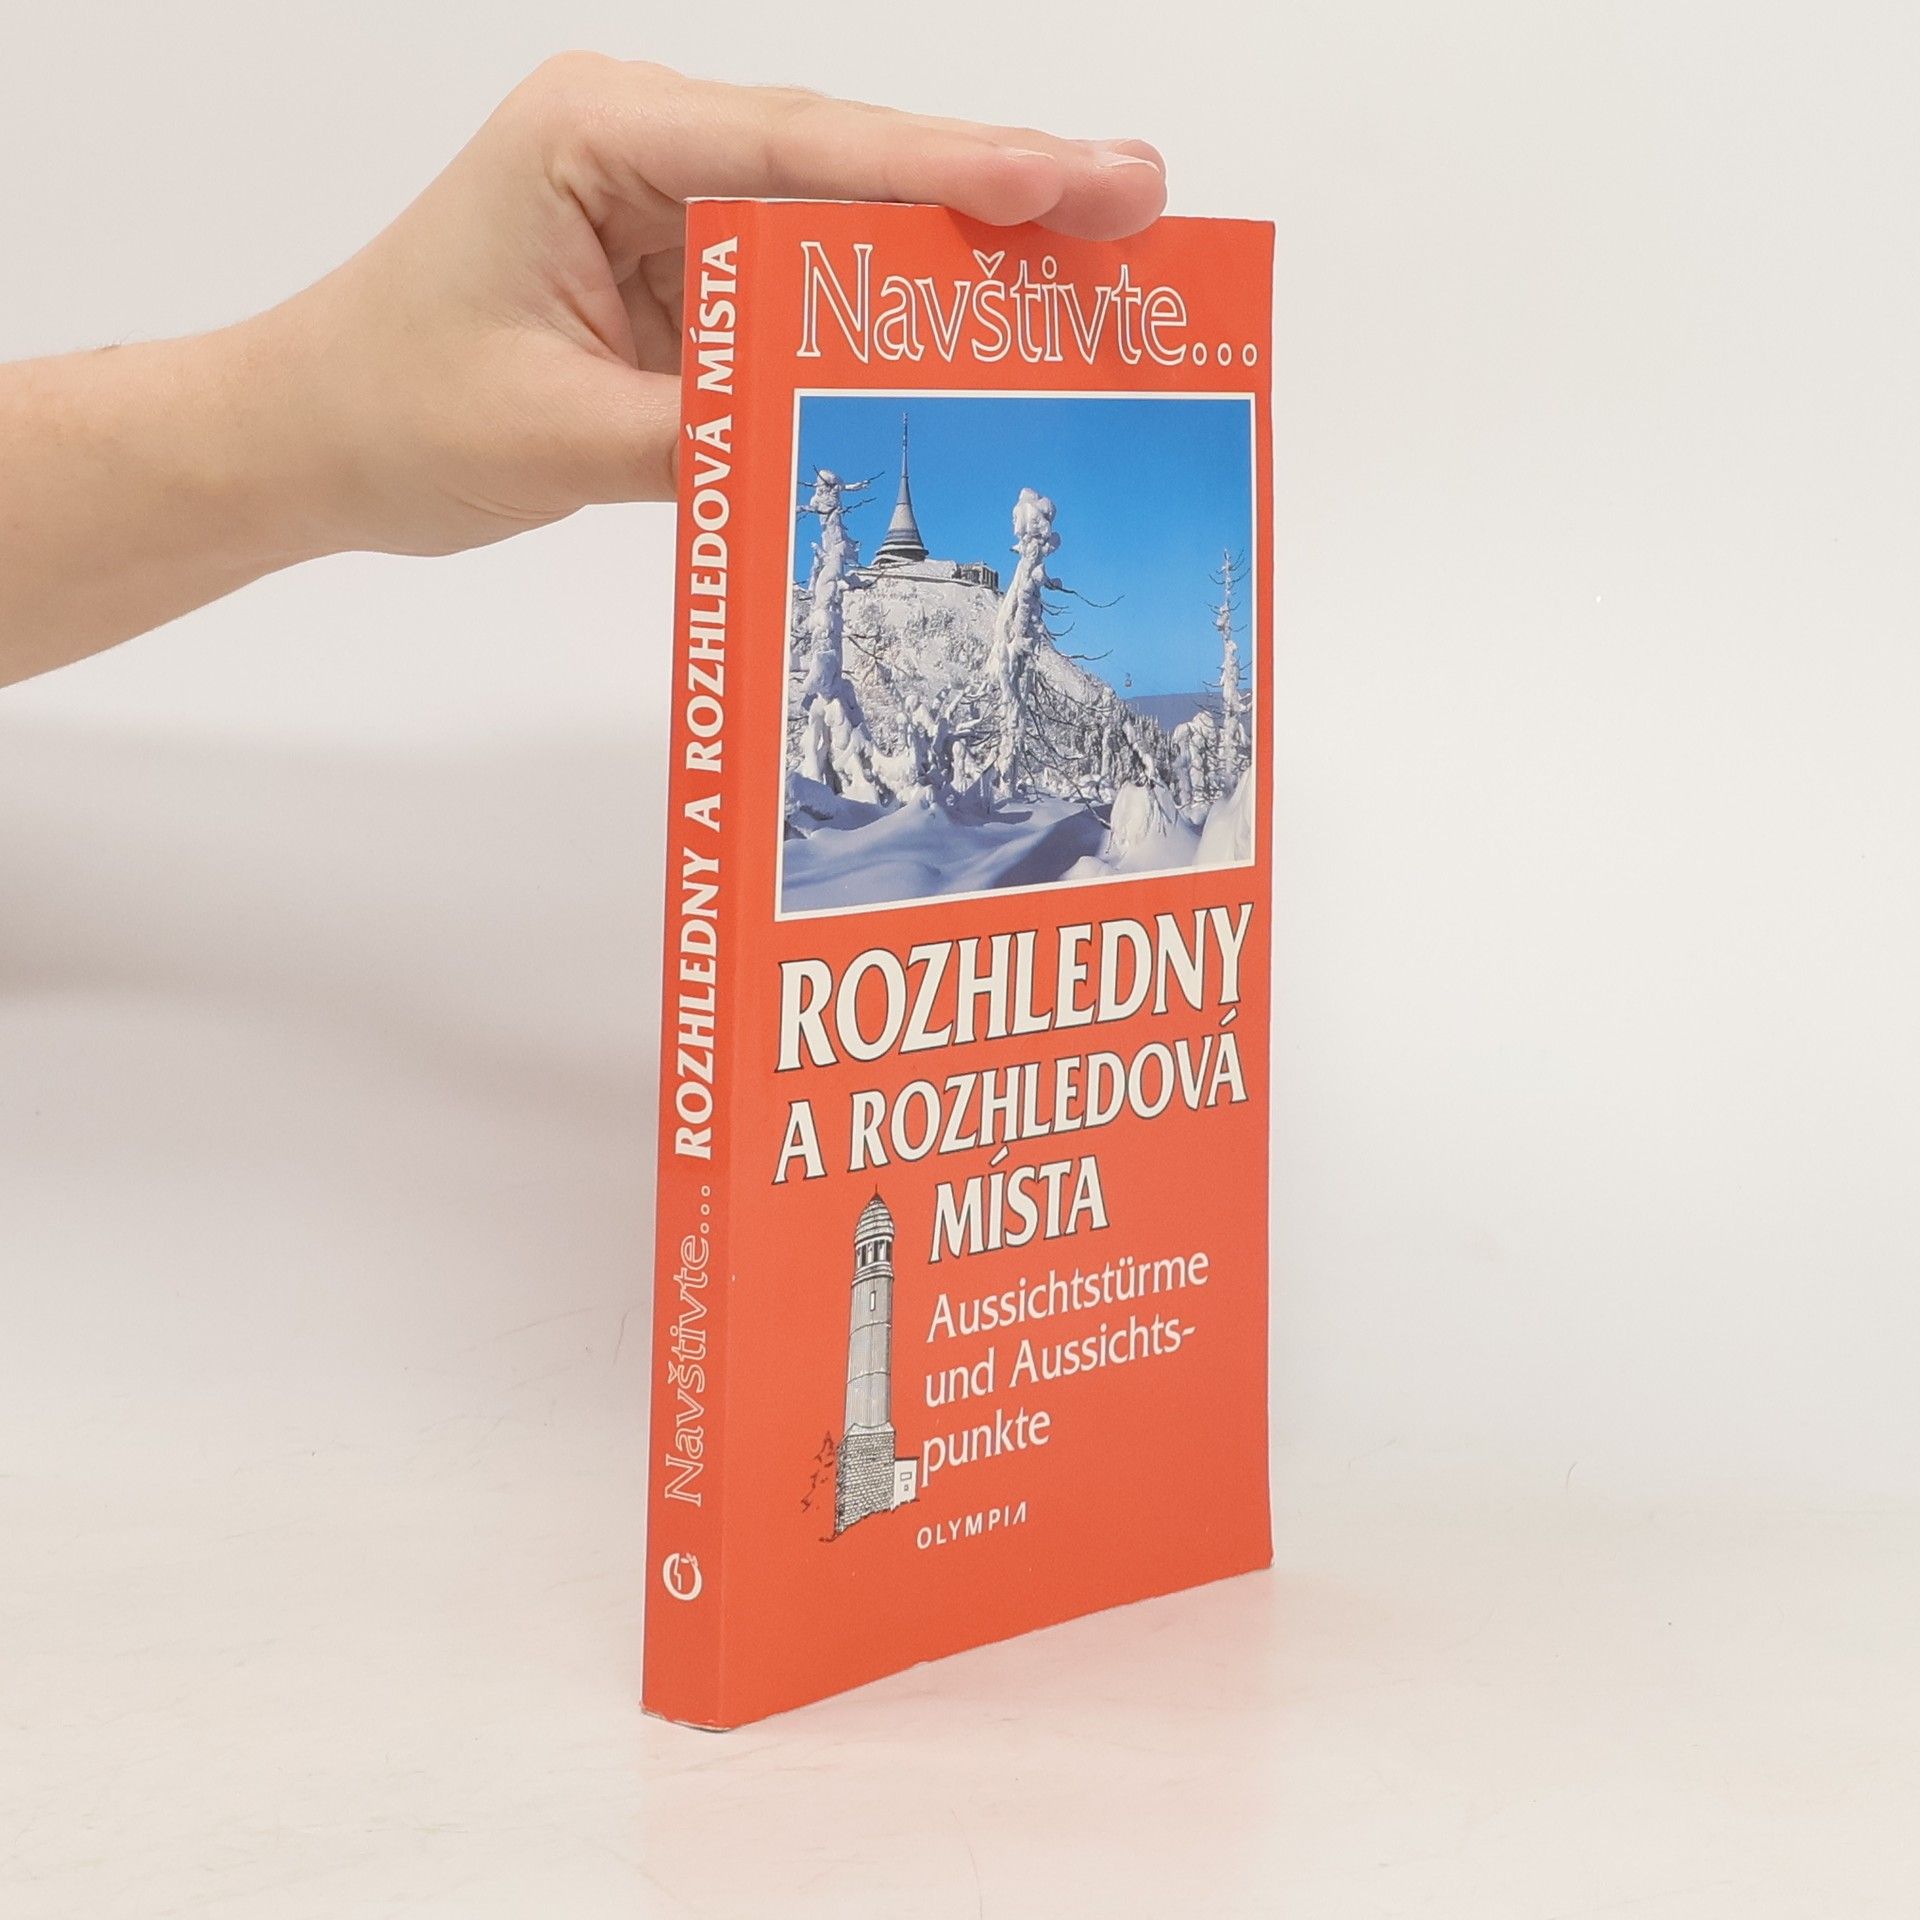 Navštivte... ROZHLEDNY A ROZHLEDOVÁ MÍSTA
Navštivte...
ROZHLEDNY
A ROZHLEDOVÁ
MÍSTA
Aussichtstürme
und Aussichts-
punkte
OLYMPIA